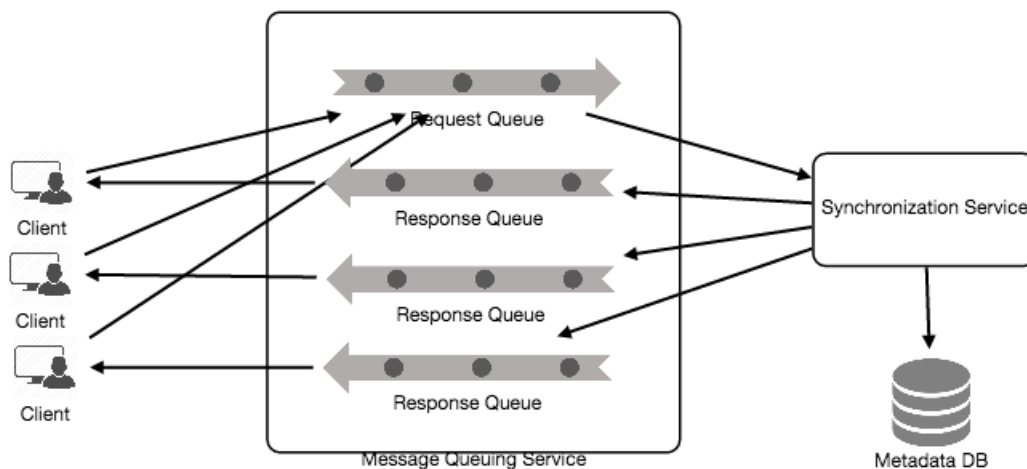 Request Queue
Client
Response Queue
Synchronization Service
Client
Response Queue
Client
Response Queue
Message Queuing Service
Metadata DB